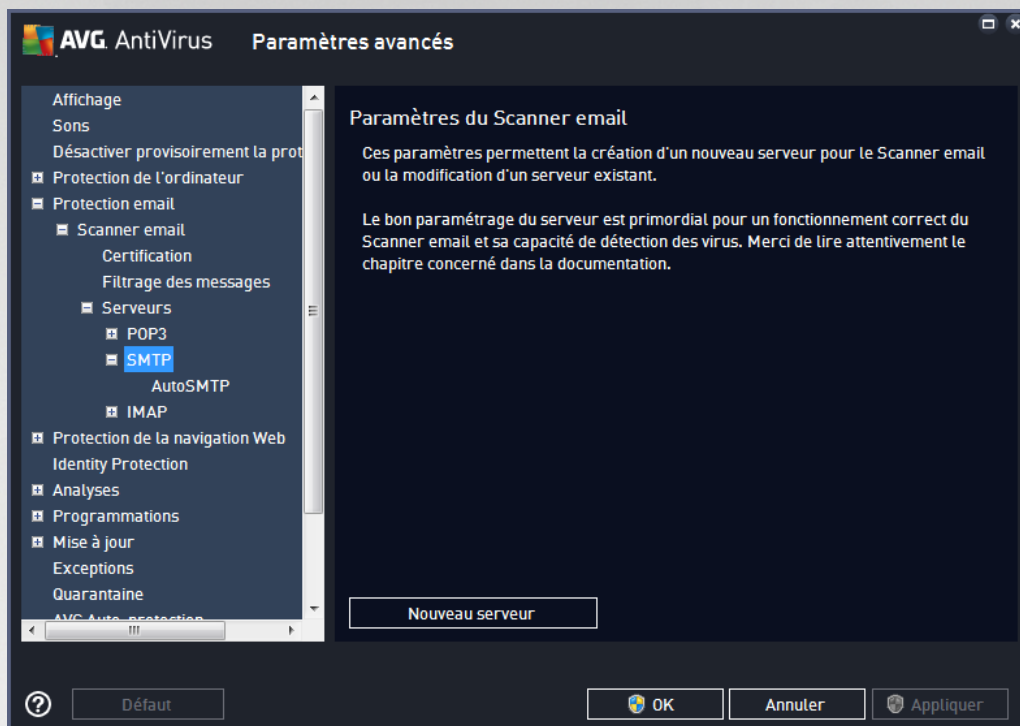 AVG. AntiVirus Paramètres avancés
Affichage
Sons
Désactiver provisoirement la prot
Protection de l'ordinateur
Protection email
Scanner email
Certification
Filtrage des messages
Serveurs
POP3
SMTP
AutoSMTP
IMAP
Protection de la navigation Web
Identity Protection
Analyses
Programmations
Mise à jour
Exceptions
Quarantaine
AVG Auto-protection
Paramètres du Scanner email
Ces paramètres permettent la création d'un nouveau serveur pour le Scanner email
ou la modification d'un serveur existant.
Le bon paramétrage du serveur est primordial pour un fonctionnement correct du
Scanner email et sa capacité de détection des virus. Merci de lire attentivement le
chapitre concerné dans la documentation.
Nouveau serveur
Défaut
OK
Annuler
Appliquer